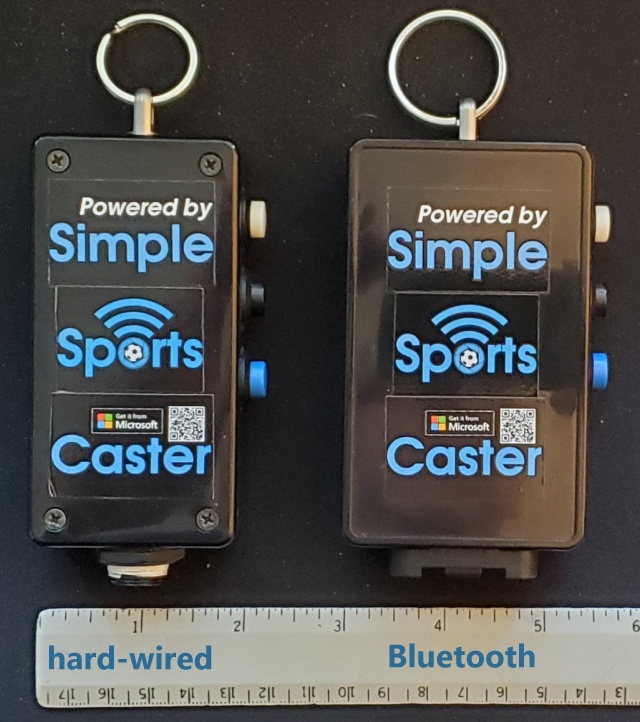 Powered by
Simple
Sports
Get it from
Microsoft
Caster
Powered by
Simple
Sports
Get it from
Microsoft
Caster
1 2 3 4 5 6
hard-wired Bluetooth
17 16 15 14 13 12 11 10 9 8 7 6 5 4 3